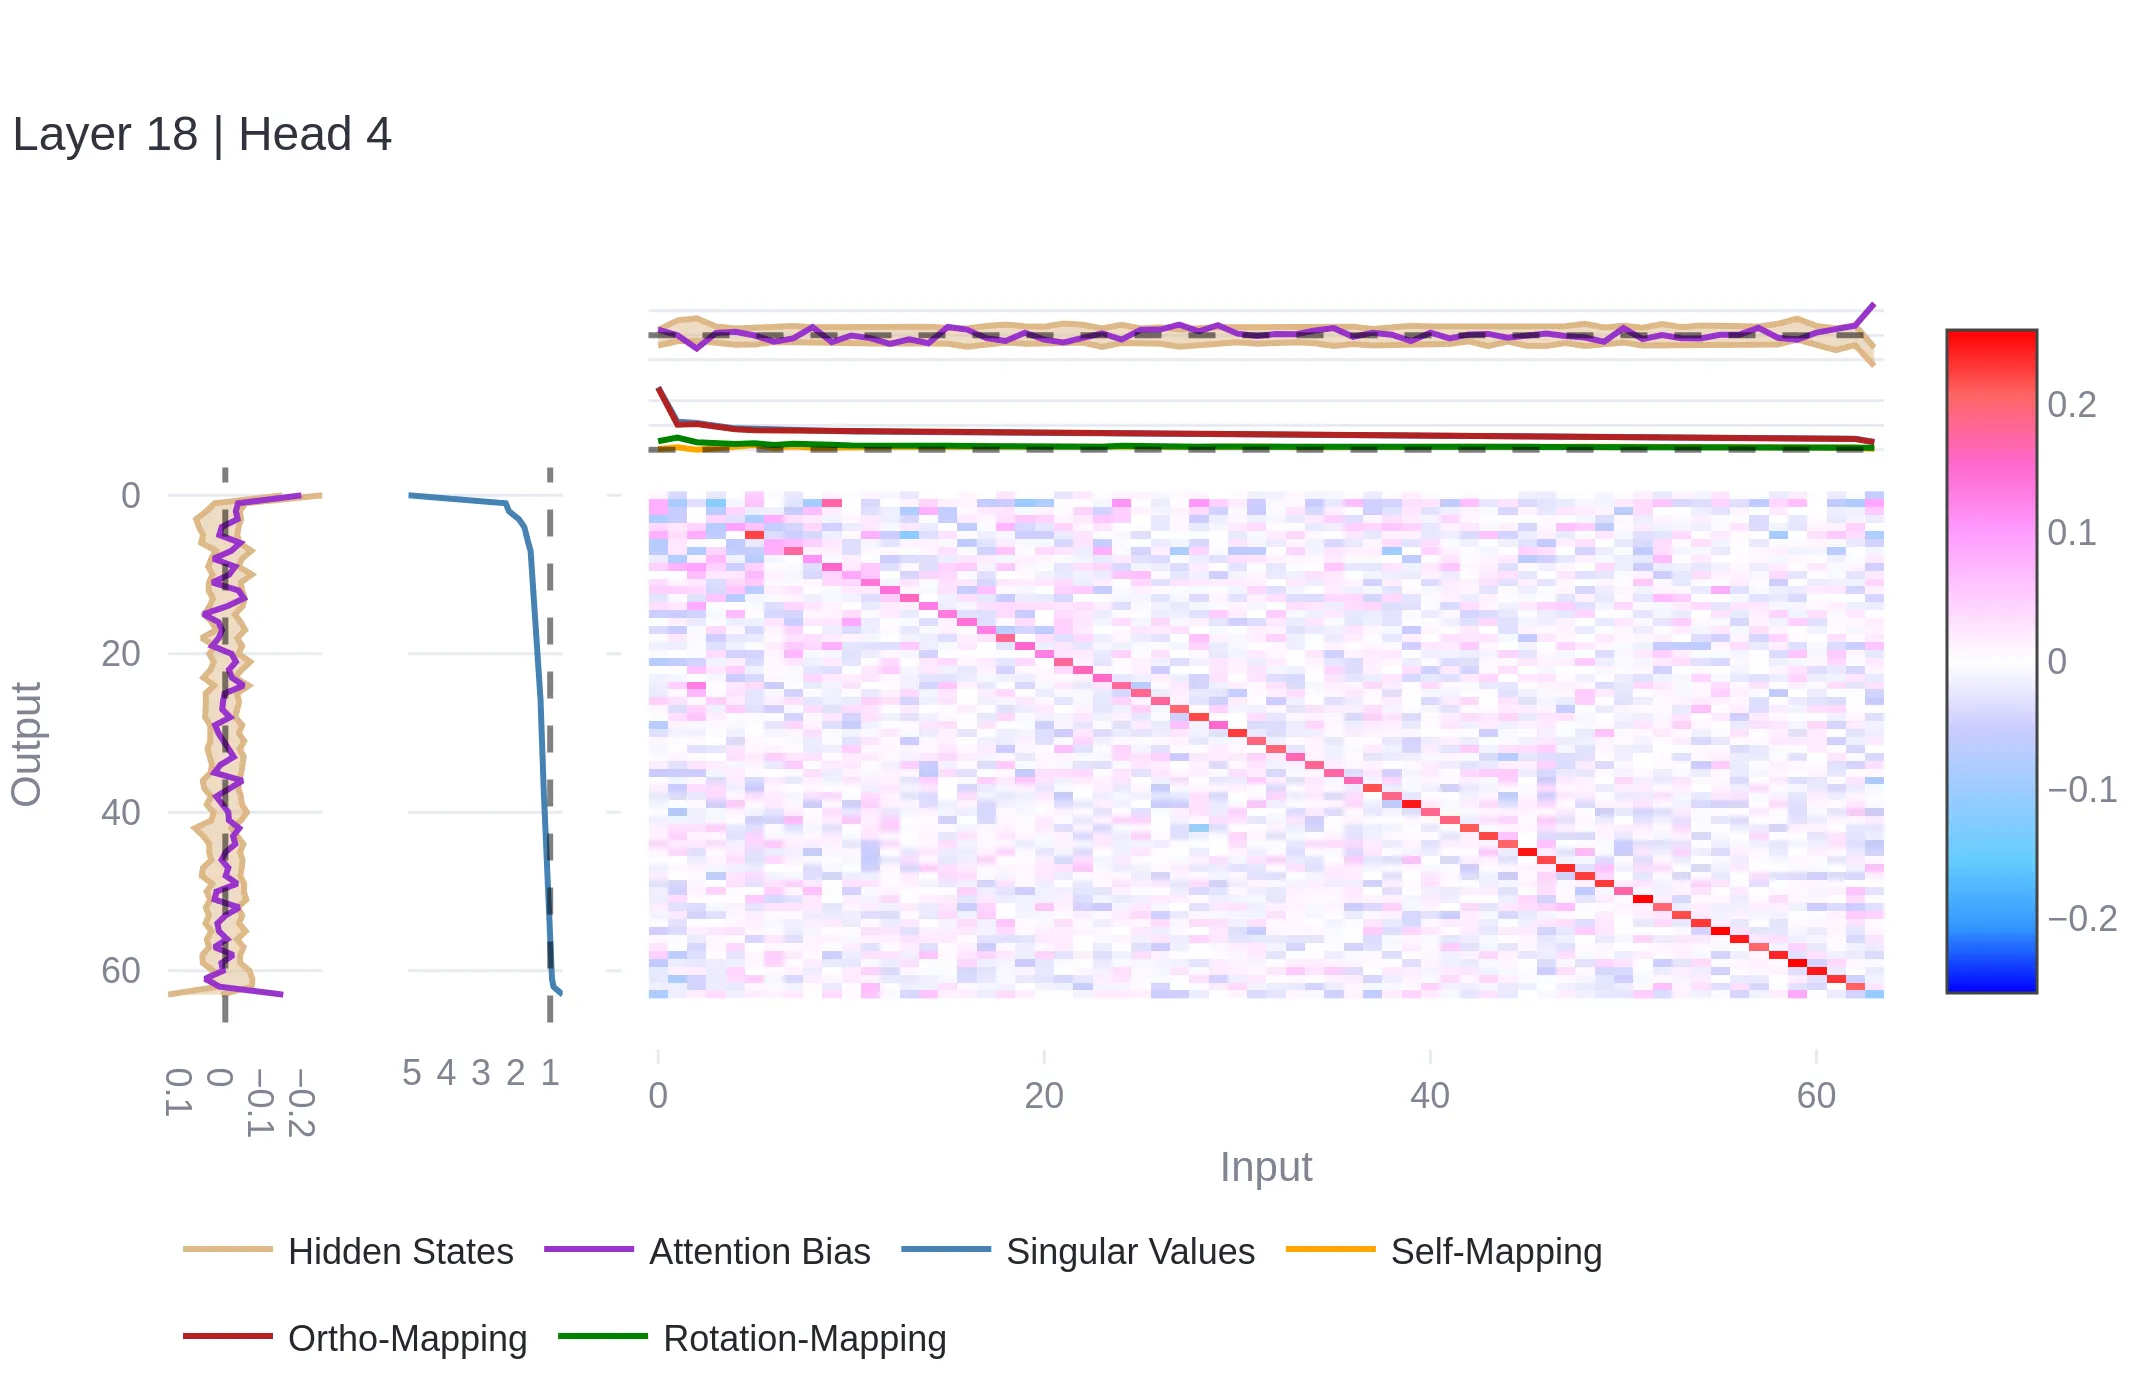 Layer 18 | Head 4
0
20
40
60
Output
0.1
0
−0.1
−0.2
5 4 3 2 1
0
20
40
60
Input
0.2
0.1
0
−0.1
−0.2
Hidden States
Attention Bias
Singular Values
Self-Mapping
Ortho-Mapping
Rotation-Mapping